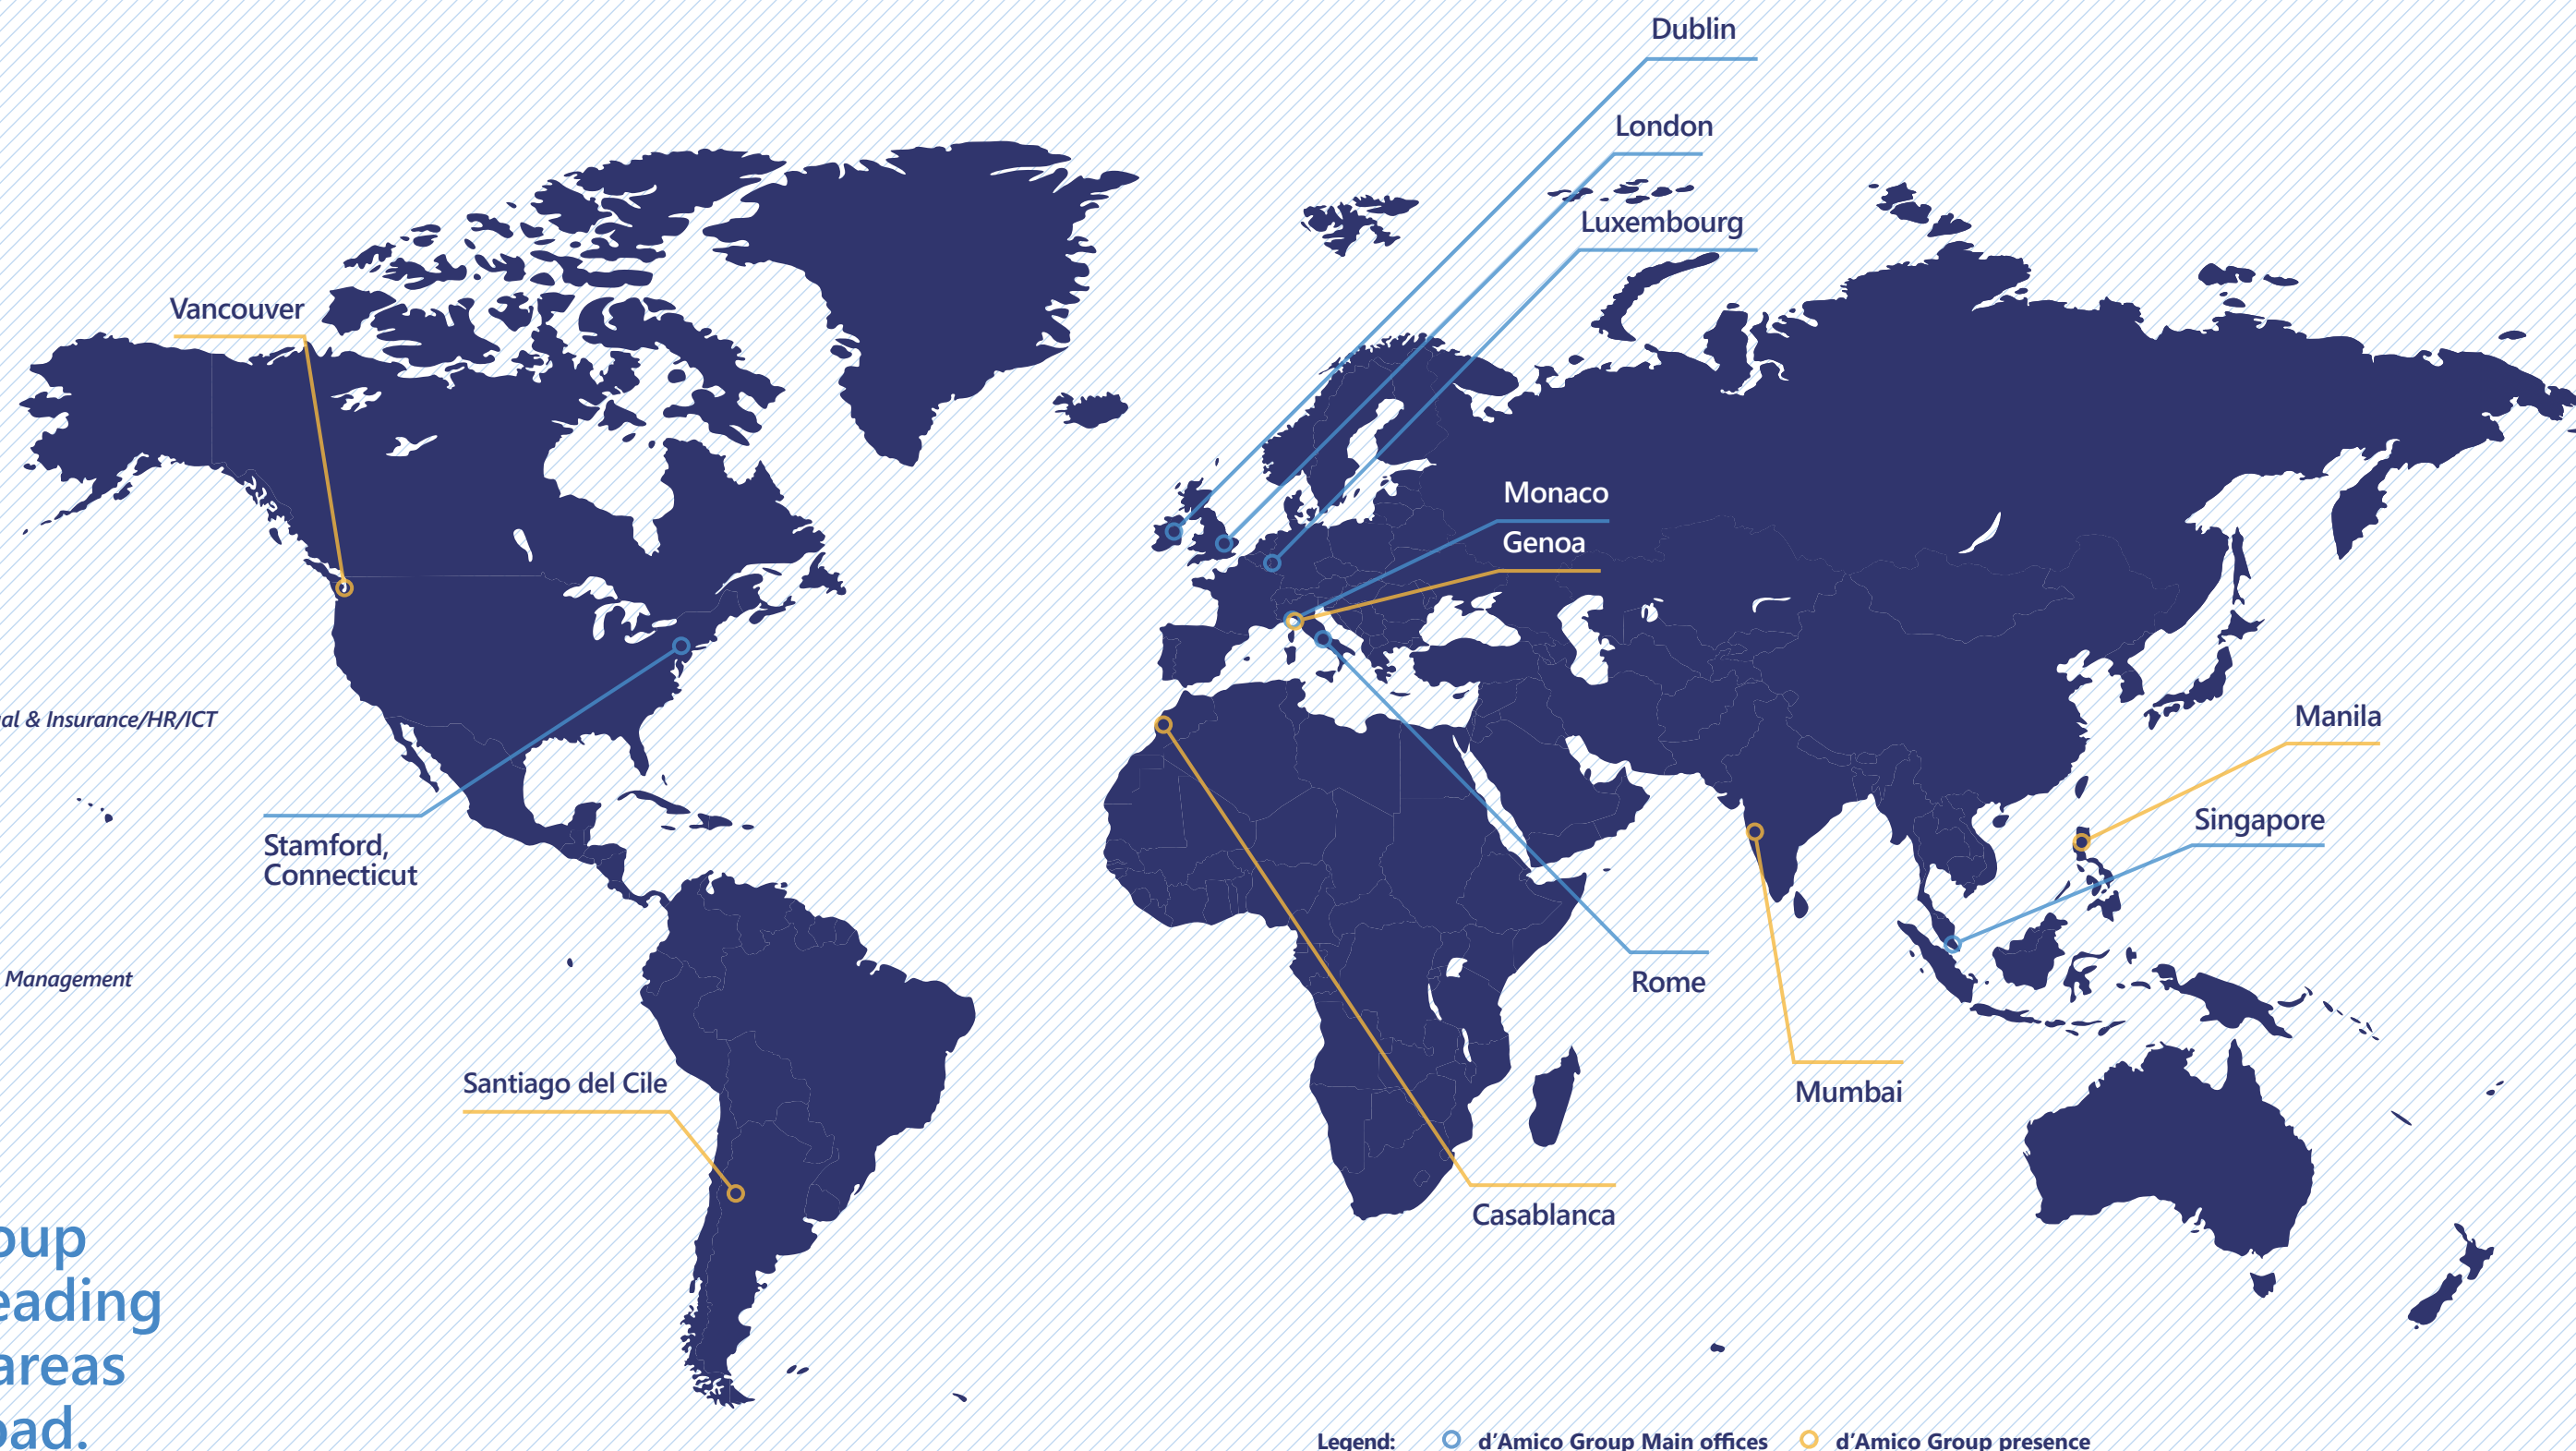 Dublin
London
Luxembourg
Vancouver
Monaco
Genoa
al & Insurance/HR/ICT
Manila
Singapore
Stamford,
Connecticut
Management
Rome
Santiago del Cile
Mumbai
Casablanca
oup
eading
areas
oad.
Legend: d'Amico Group Main offices d'Amico Group presence